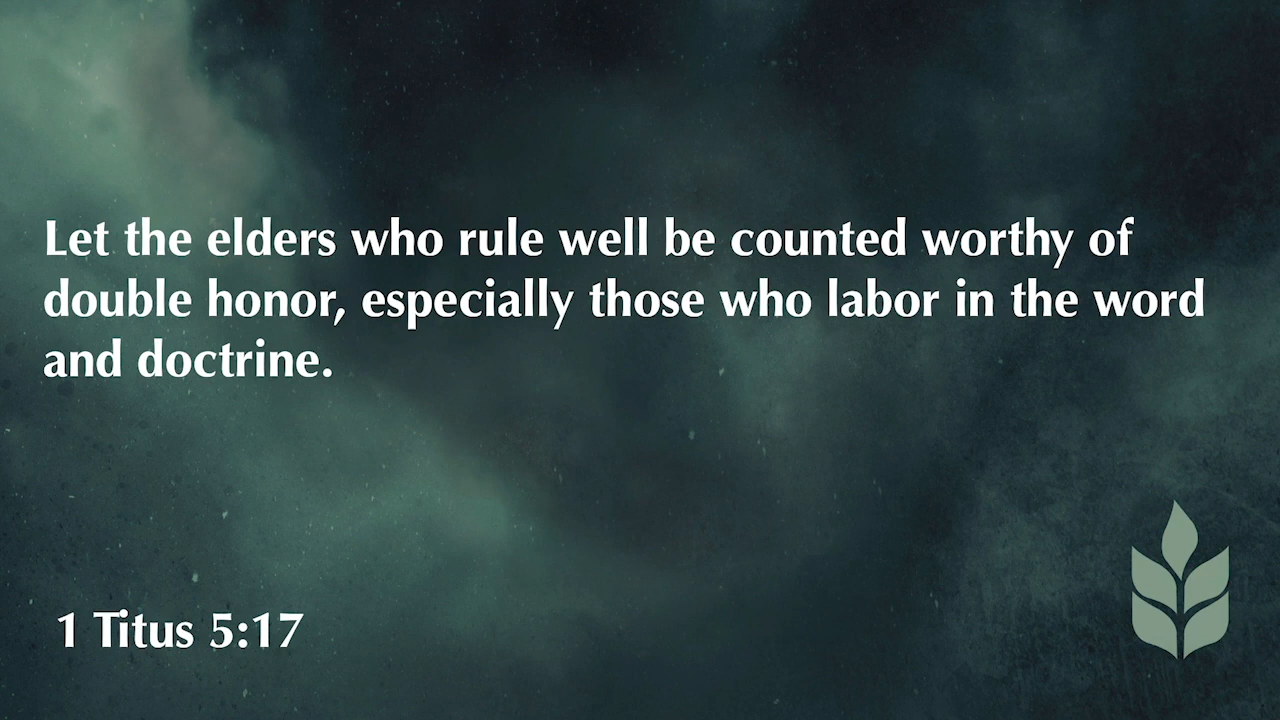 Let the elders who rule well be counted worthy of
double honor, especially those who labor in the word
and doctrine.
1 Titus 5:17